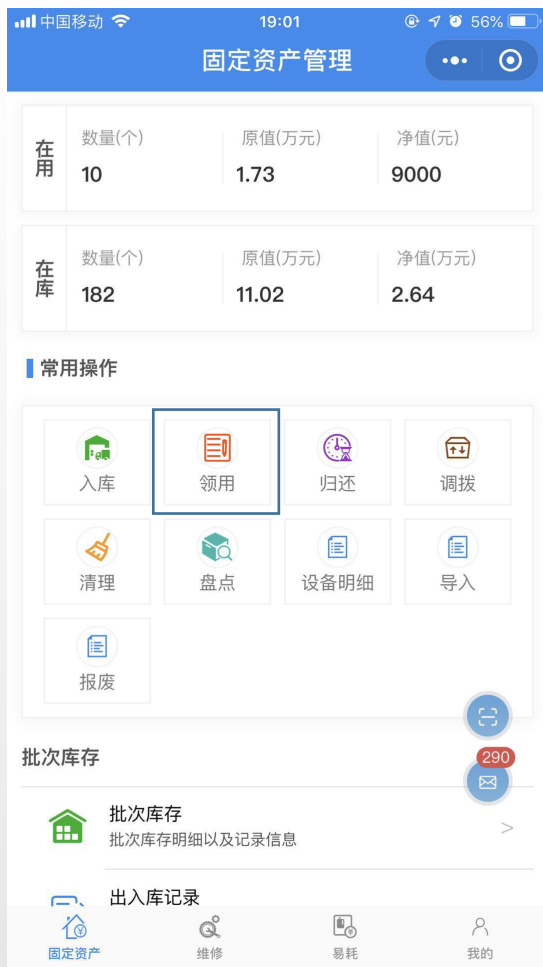 中国移动 19:01 56%
固定资产管理
在用
数量(个) 原值(万元) 净值(元)
10 1.73 9000
在库
数量(个) 原值(万元) 净值(万元)
182 11.02 2.64
常用操作
入库 领用 归还 调拨
清理 盘点 设备明细 导入
报废
批次库存
290
批次库存
批次库存明细以及记录信息
出入库记录
固定资产 维修 易耗 我的